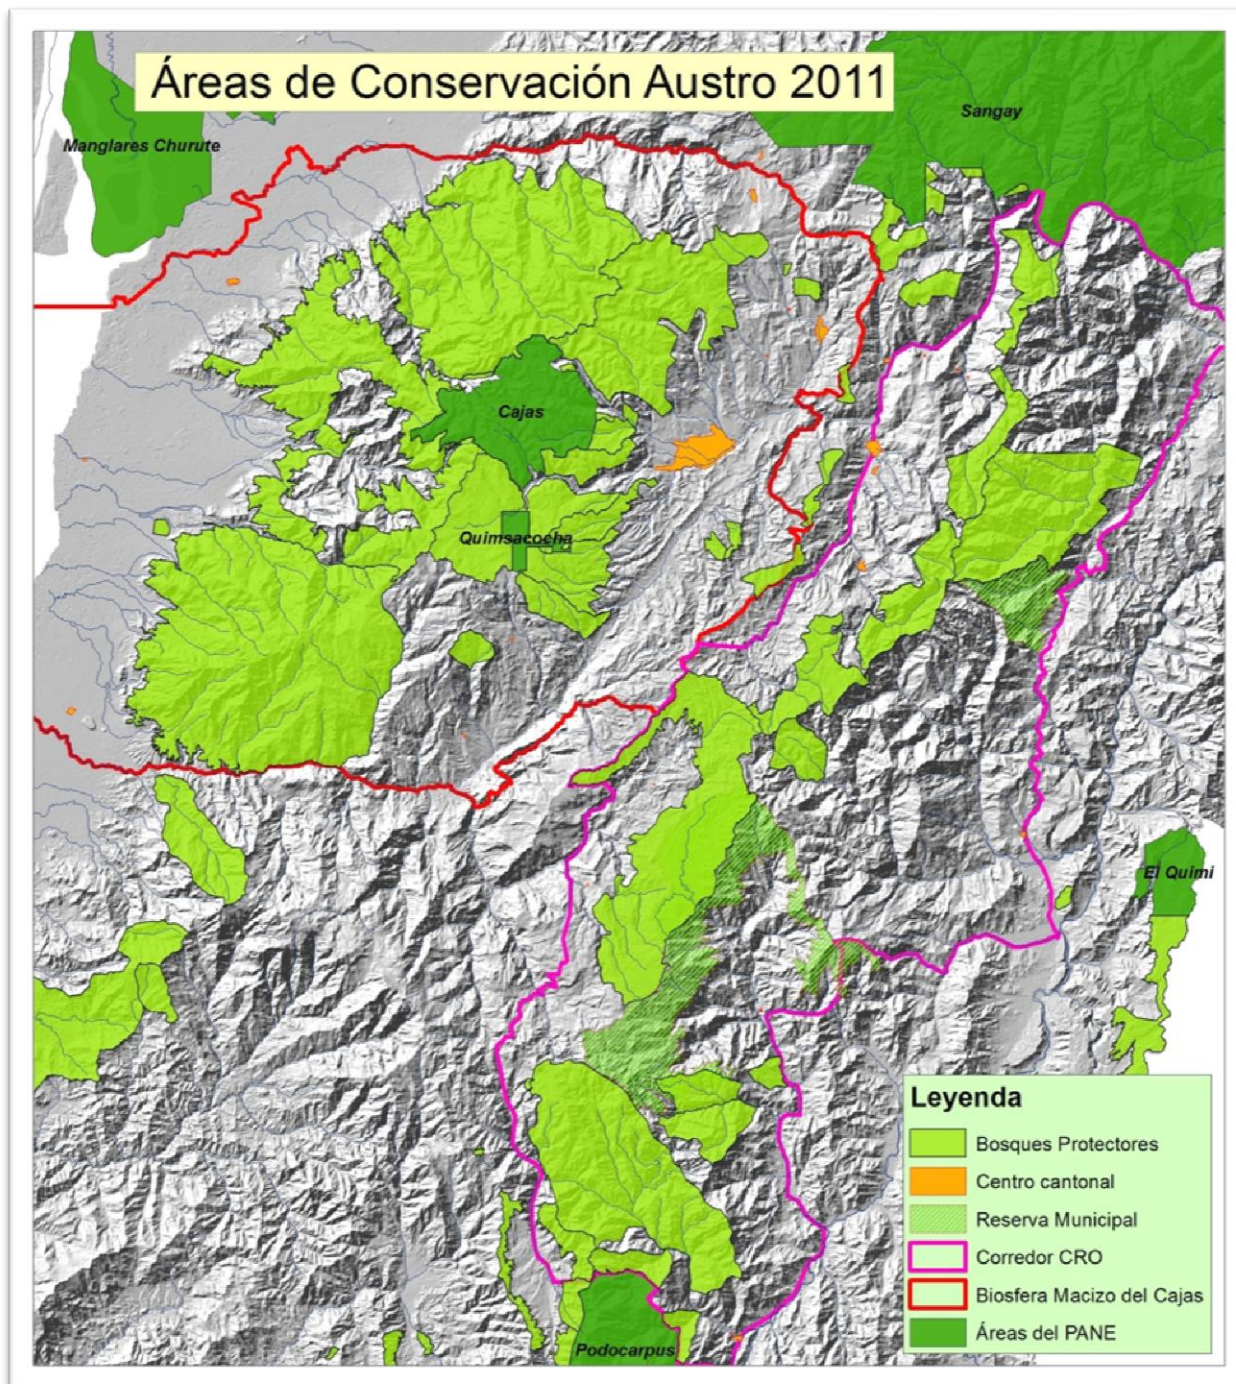 Áreas de Conservación Austro 2011
Sangay
Manglares Churute
Cajas
Quimsacocha
El Quimi
Podocarpus
Leyenda
Bosques Protectores
Centro cantonal
Reserva Municipal
Corredor CRO
Biosfera Macizo del Cajas
Áreas del PANE